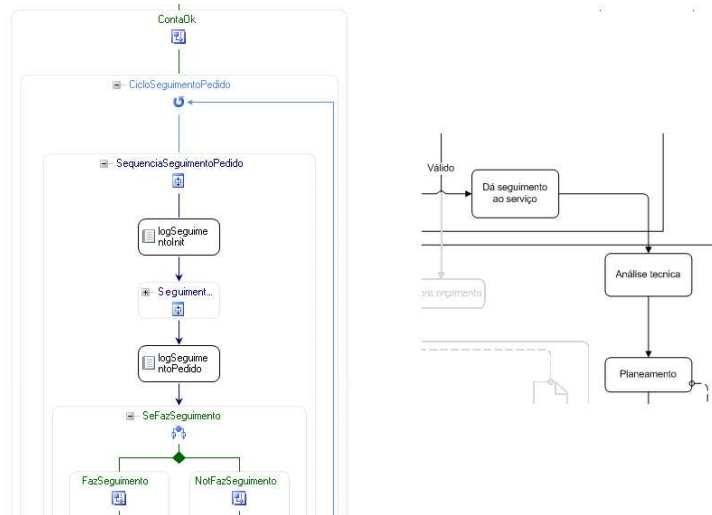 ContaOk
CicloSeguimentoPedido
SequenciaSeguimentoPedido
logSeguime
ntoInit
Seguiment...
logSeguime
ntoPedido
SeFazSeguimento
FazSeguimento
NotFazSeguimento
Válido
Dá seguimento
ao serviço
Análise tecnica
orçamento
Planeamento